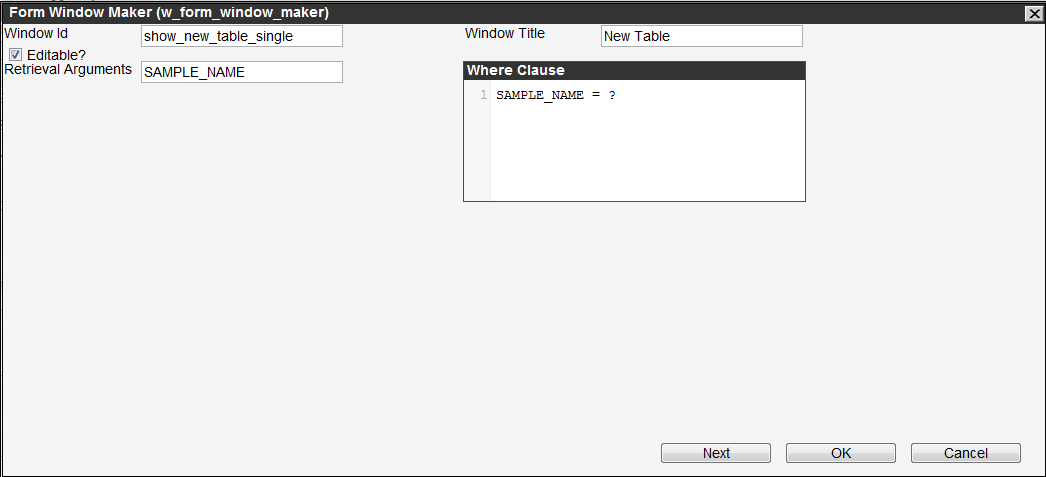 Form Window Maker (w_form_window_maker)
Window Id show_new_table_single Window Title New Table
Editable?
Retrieval Arguments SAMPLE_NAME
Where Clause
1 SAMPLE_NAME = ?
Next OK Cancel